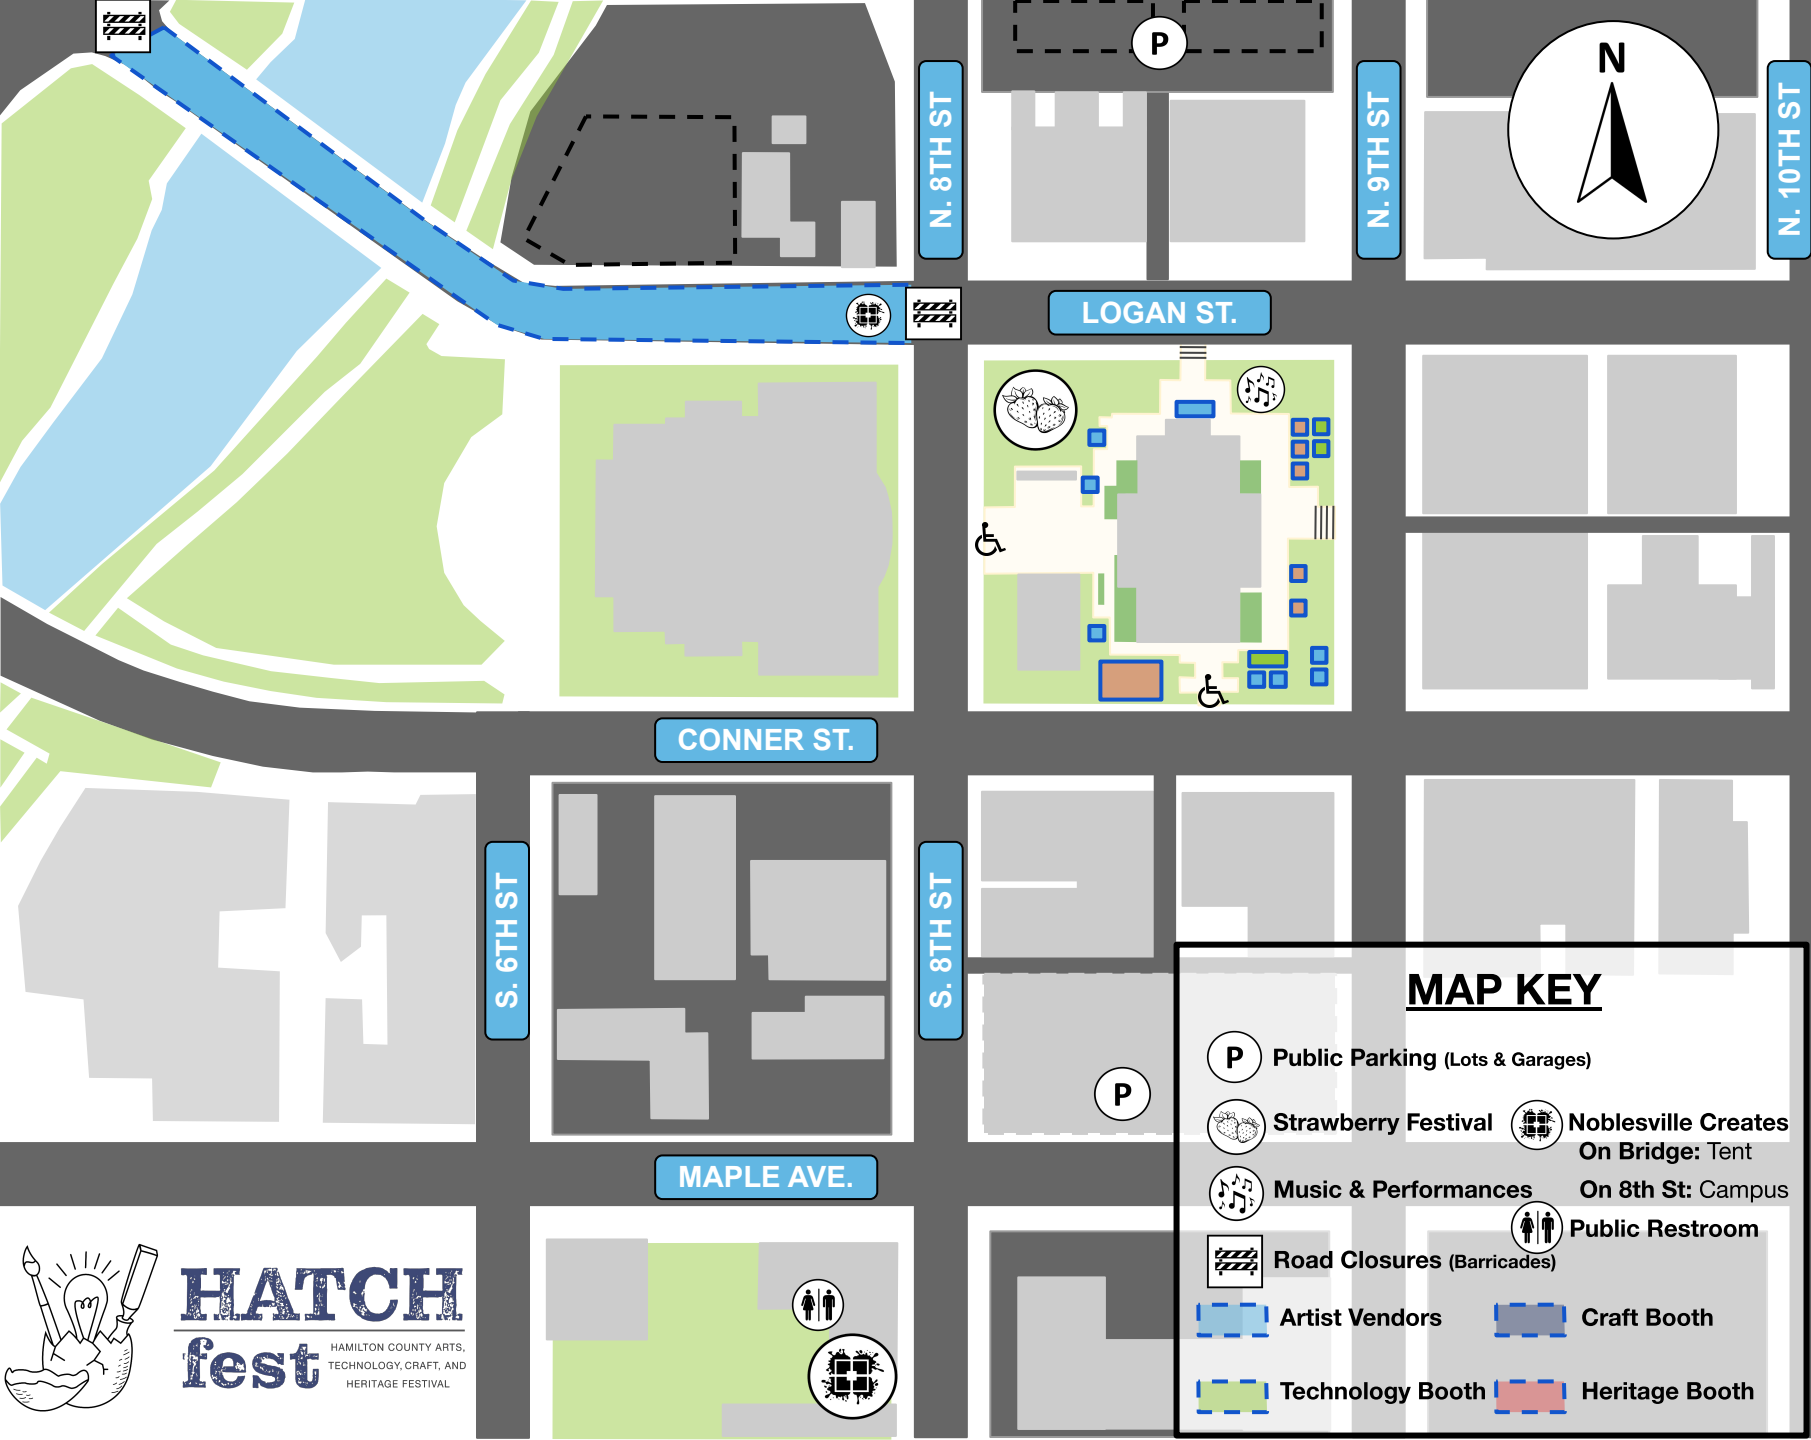 N. 8TH ST
P
N. 9TH ST
N
N. 10TH ST
LOGAN ST.
CONNER ST.
S. 6TH ST
S. 8TH ST
P
MAPLE AVE.
MAP KEY
P Public Parking (Lots & Garages)
Strawberry Festival
Noblesville Creates
On Bridge: Tent
Music & Performances
On 8th St: Campus
Public Restroom
Road Closures (Barricades)
Artist Vendors
Craft Booth
Technology Booth
Heritage Booth
HATCH
fest
HAMILTON COUNTY ARTS,
TECHNOLOGY, CRAFT, AND
HERITAGE FESTIVAL